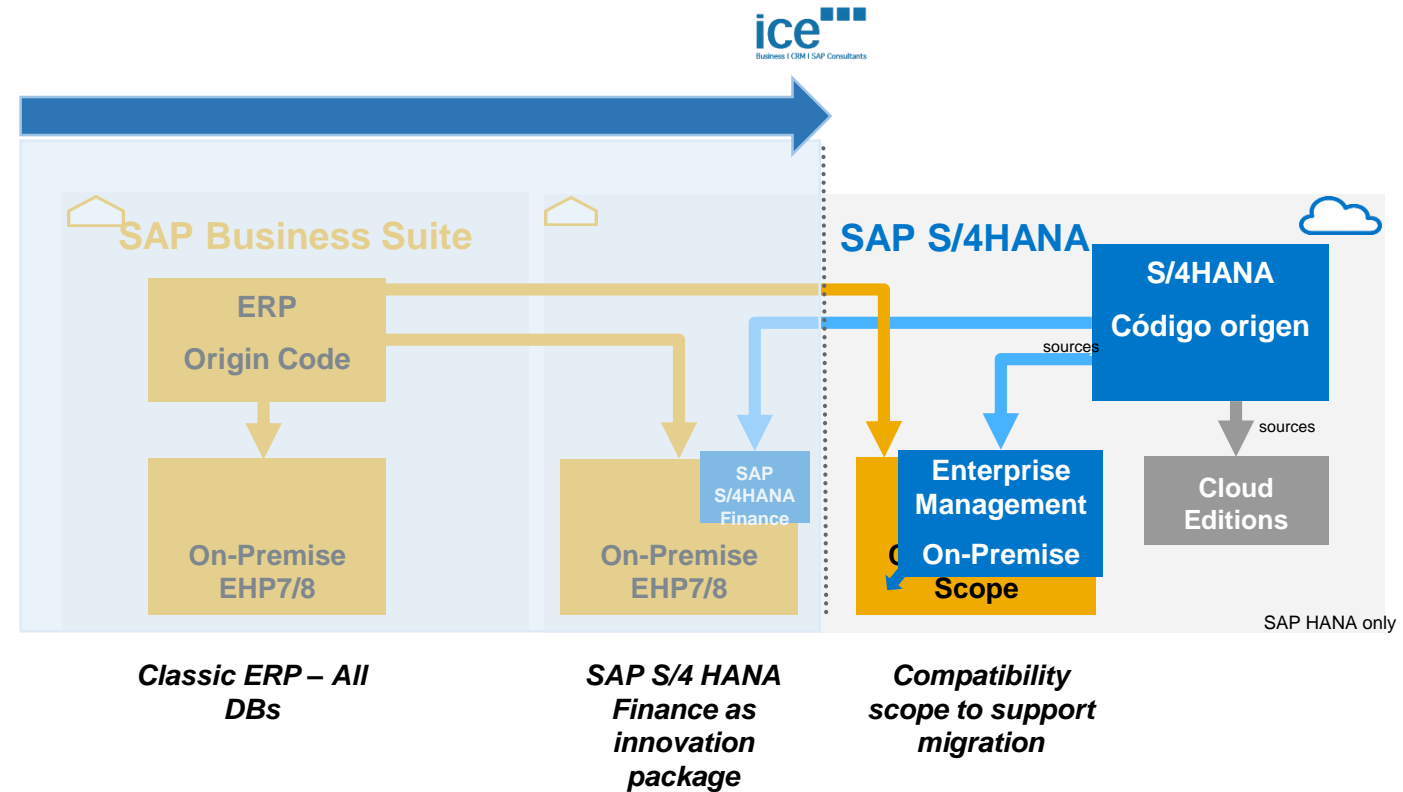 ice
Business I CRM I SAP Consultants
SAP Business Suite
SAP S/4HANA
ERP
Origin Code
S/4HANA
Código origen
sources
sources
On-Premise
EHP7/8
SAP
S/4HANA
Finance
On-Premise
EHP7/8
Enterprise
Management
On-Premise
Scope
Cloud
Editions
SAP HANA only
Classic ERP – All
DBs
SAP S/4 HANA
Finance as
innovation
package
Compatibility
scope to support
migration